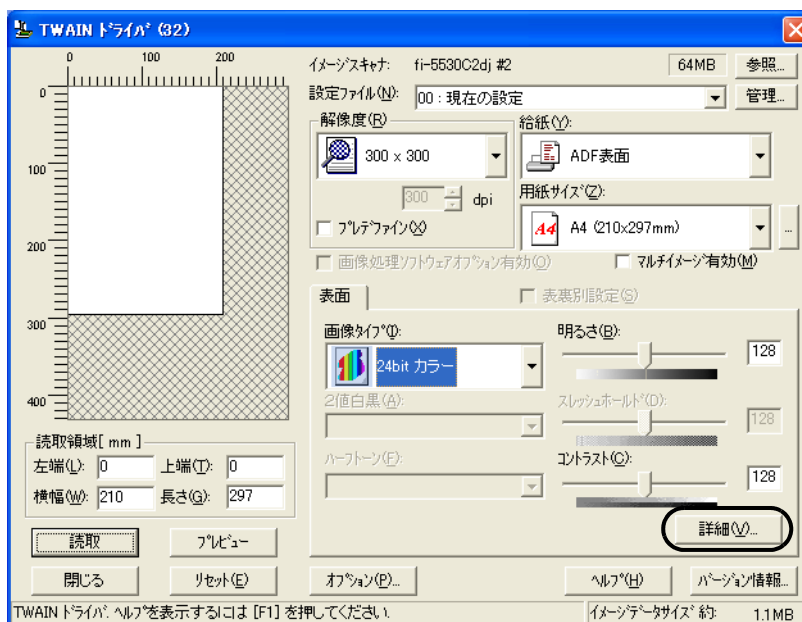 TWAIN ﾄﾞﾗｲﾊﾞ (32)
0 100 200
0
100
200
300
400
ｲﾒｰｼﾞｽｷｬﾅ: fi-5530C2dj #2 64MB 参照...
設定ﾌｧｲﾙ(N): 00 : 現在の設定 管理...
解像度(R)
300 x 300
300 dpi
ﾌﾟﾚﾃﾞﾌｧｲﾝ(X)
給紙(Y):
ADF表面
用紙ｻｲｽﾞ(Z):
A4 A4 (210x297mm) ...
画像処理ｿﾌﾄｳｪｱｵﾌﾟｼｮﾝ有効(O) ﾏﾙﾁｲﾒｰｼﾞ有効(M)
表面 表裏別設定(S)
画像ﾀｲﾌﾟ(I):
24bit ｶﾗｰ
2値白黒(A):
ﾊｰﾌﾄｰﾝ(F):
明るさ(B):
128
ｽﾚｯｼｭﾎｰﾙﾄﾞ(D):
128
ｺﾝﾄﾗｽﾄ(C):
128
詳細(V)...
読取領域[ mm ]
左端(L): 0 上端(T): 0
横幅(W): 210 長さ(G): 297
読取 ﾌﾟﾚﾋﾞｭｰ
閉じる ﾘｾｯﾄ(E) ｵﾌﾟｼｮﾝ(P)... ﾍﾙﾌﾟ(H) ﾊﾞｰｼﾞｮﾝ情報...
TWAIN ﾄﾞﾗｲﾊﾞ. ﾍﾙﾌﾟを表示するには [F1] を押してください. ｲﾒｰｼﾞﾃﾞｰﾀｻｲｽﾞ 約: 1.1MB